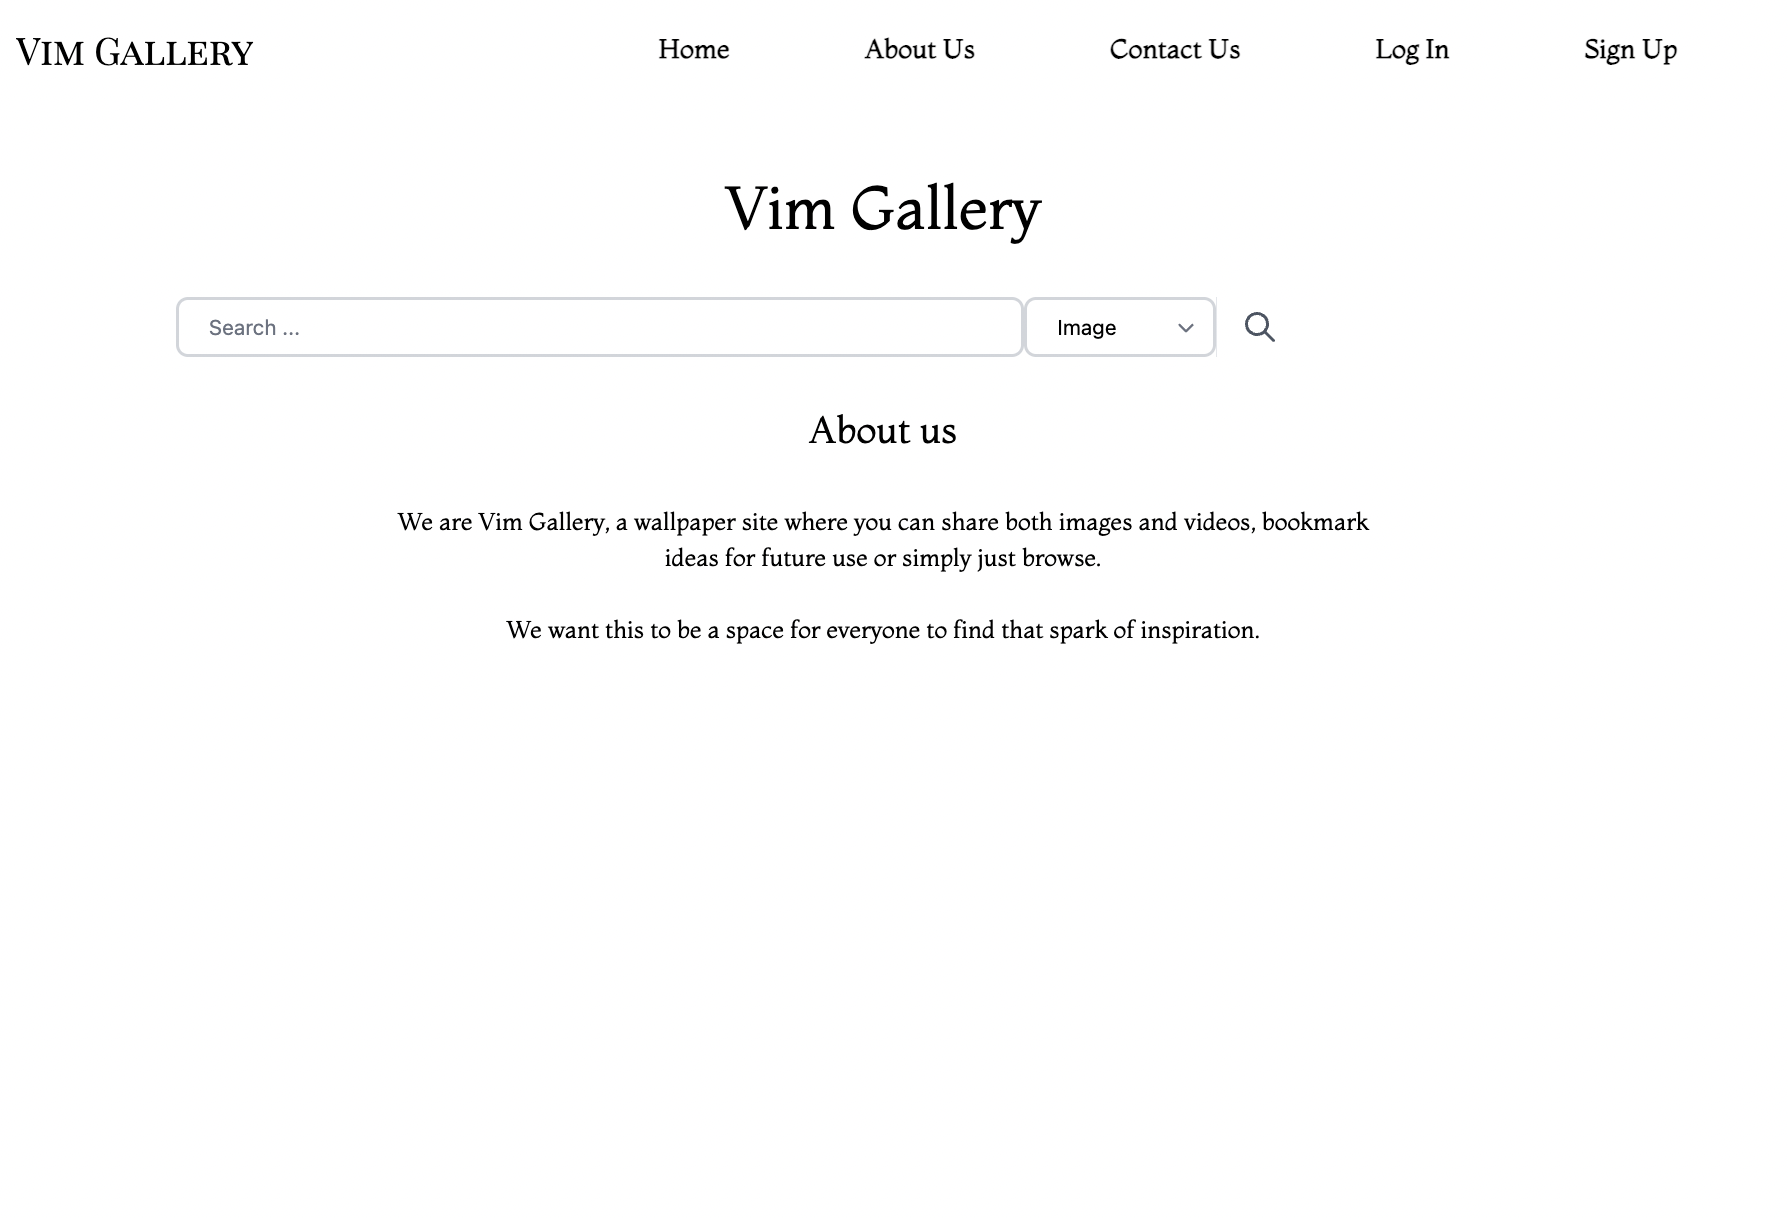 Vim Gallery
Home
About Us
Contact Us
Log In
Sign Up
Vim Gallery
Search ...
Image
About us
We are Vim Gallery, a wallpaper site where you can share both images and videos, bookmark
ideas for future use or simply just browse.
We want this to be a space for everyone to find that spark of inspiration.